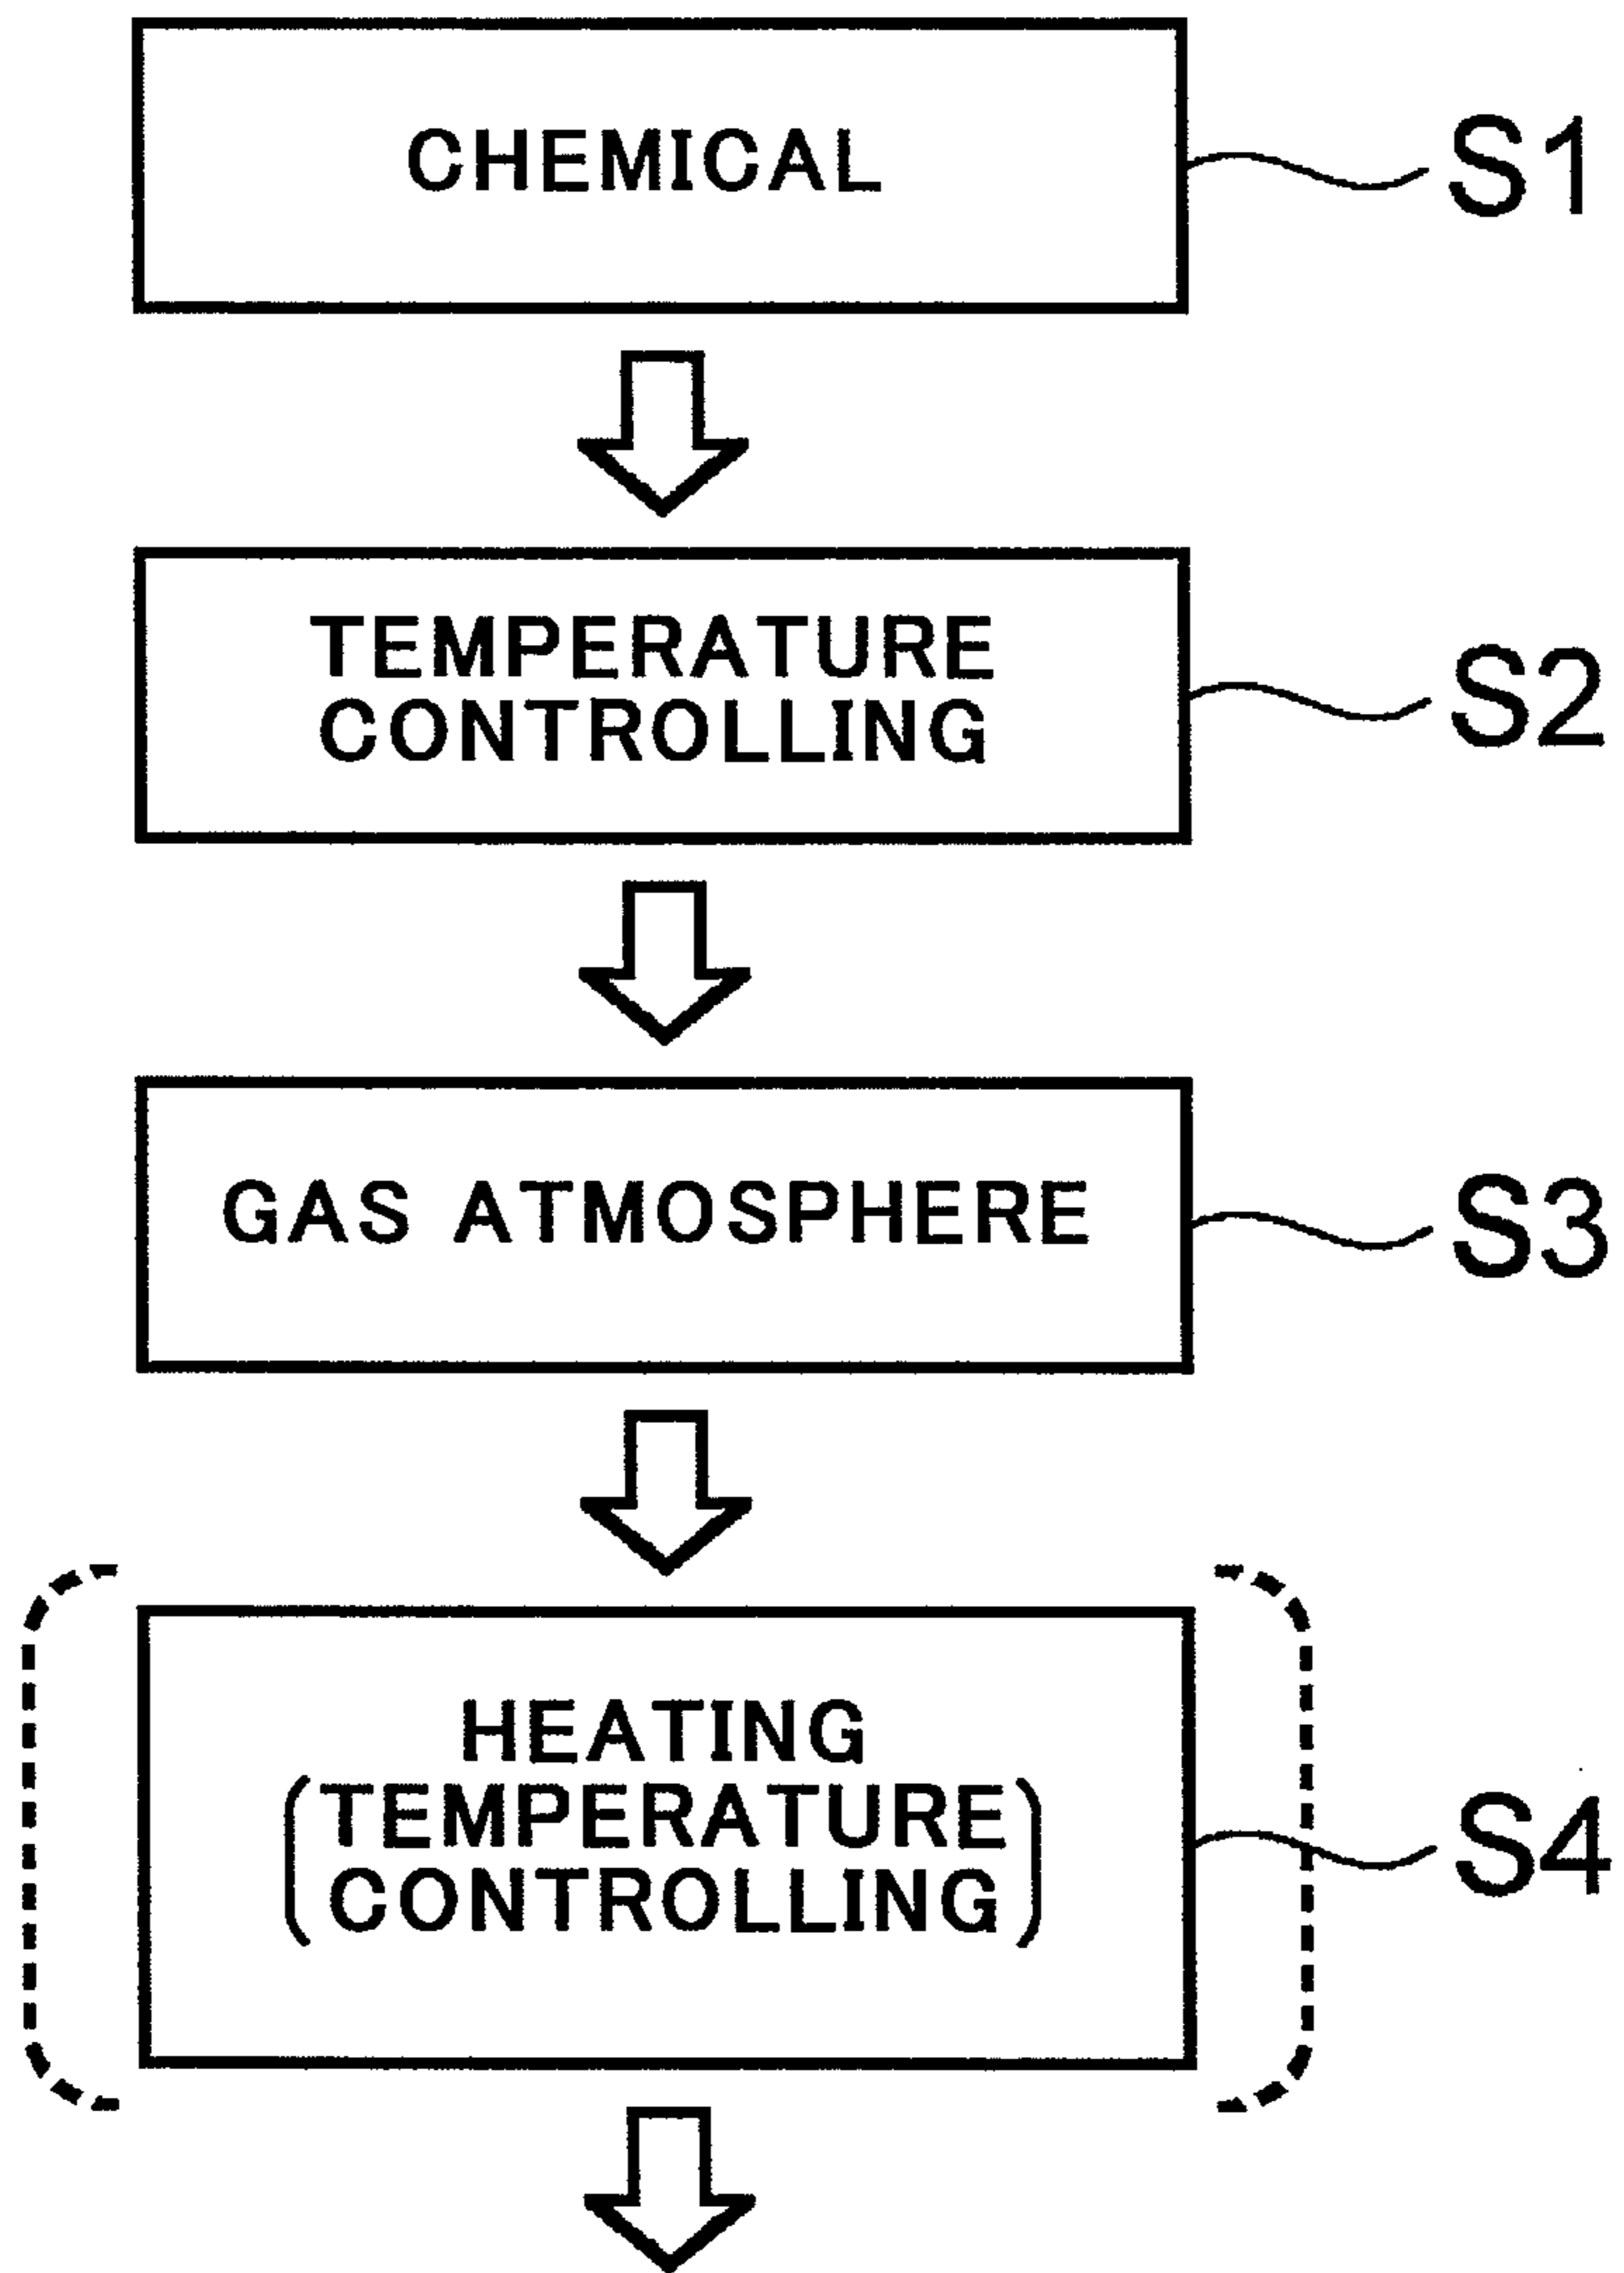 CHEMICAL
S1
TEMPERATURE
CONTROLLING
S2
GAS ATMOSPHERE
S3
HEATING
(TEMPERATURE
CONTROLLING)
S4